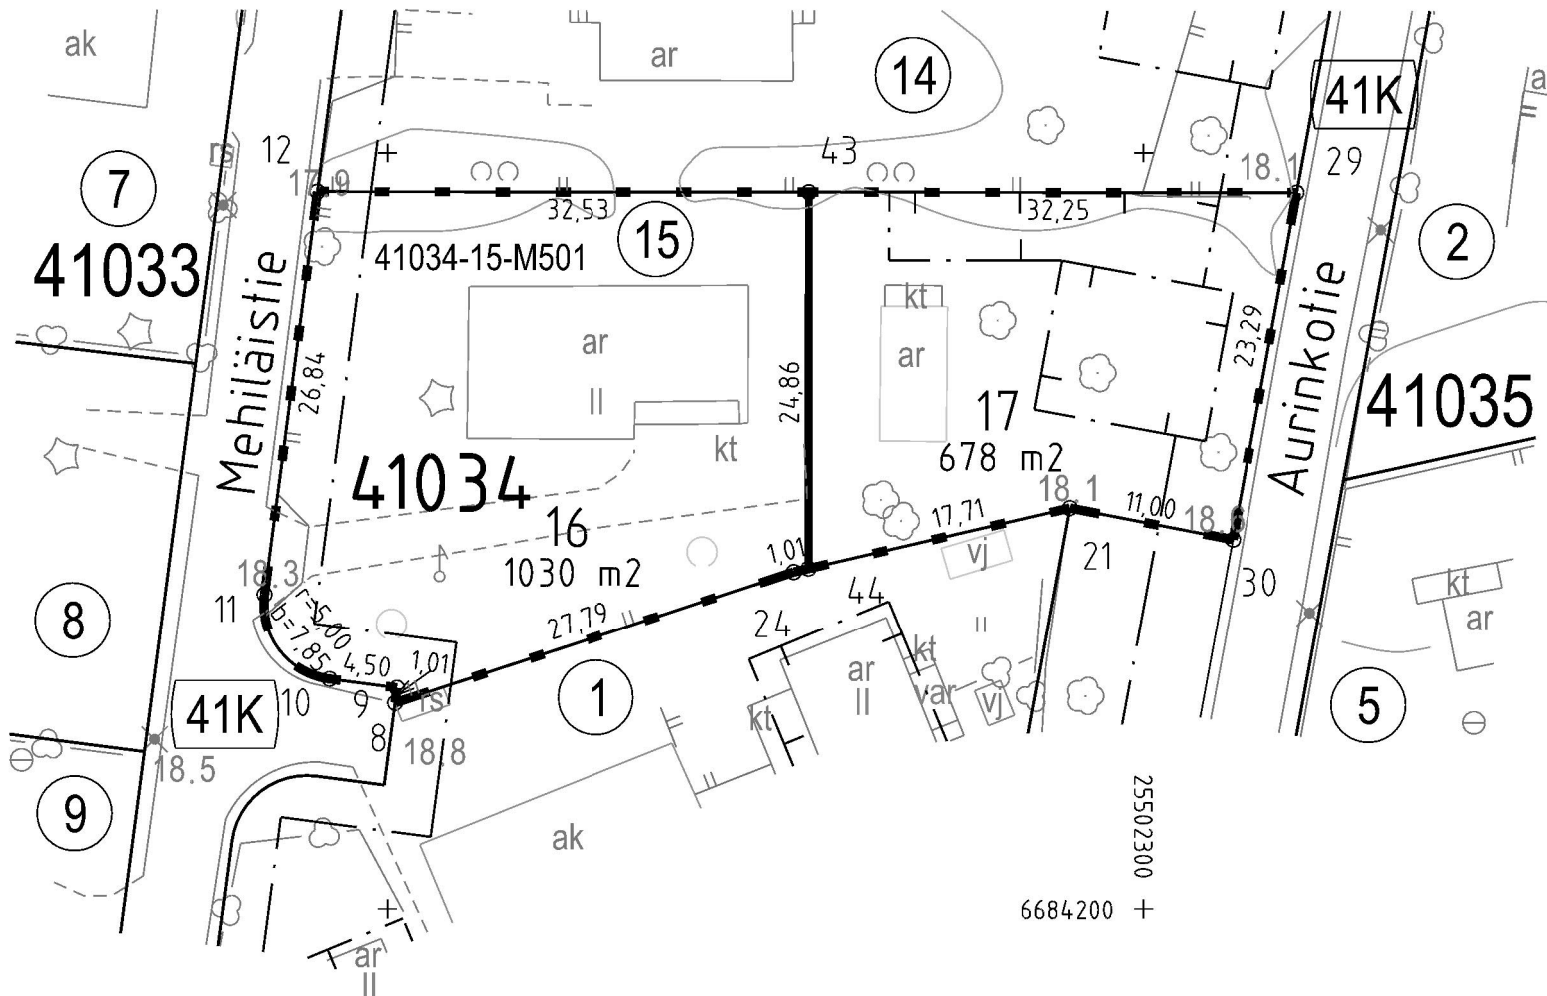 ak
ar
14
41K
a
7
rs
12
17.9
43
18.1
29
2
41033
32,53
15
32,25
41034-15-M501
Mehiläistie
26,84
ar
II
kt
24,86
kt
ar
23,29
Aurinkotie
41035
17
678 m2
18.1
11,00
18.8
41034
16
1030 m2
1,01
17,71
vj
21
30
kt
ar
8
11
18.3
r=5,00
b=7,85
4,50
1,01
27,79
24
44
10
9
8
rs
41K
18.5
18.8
1
kt
ar
II
kt
var
vj
5
9
ak
25502300
6684200
ar
II